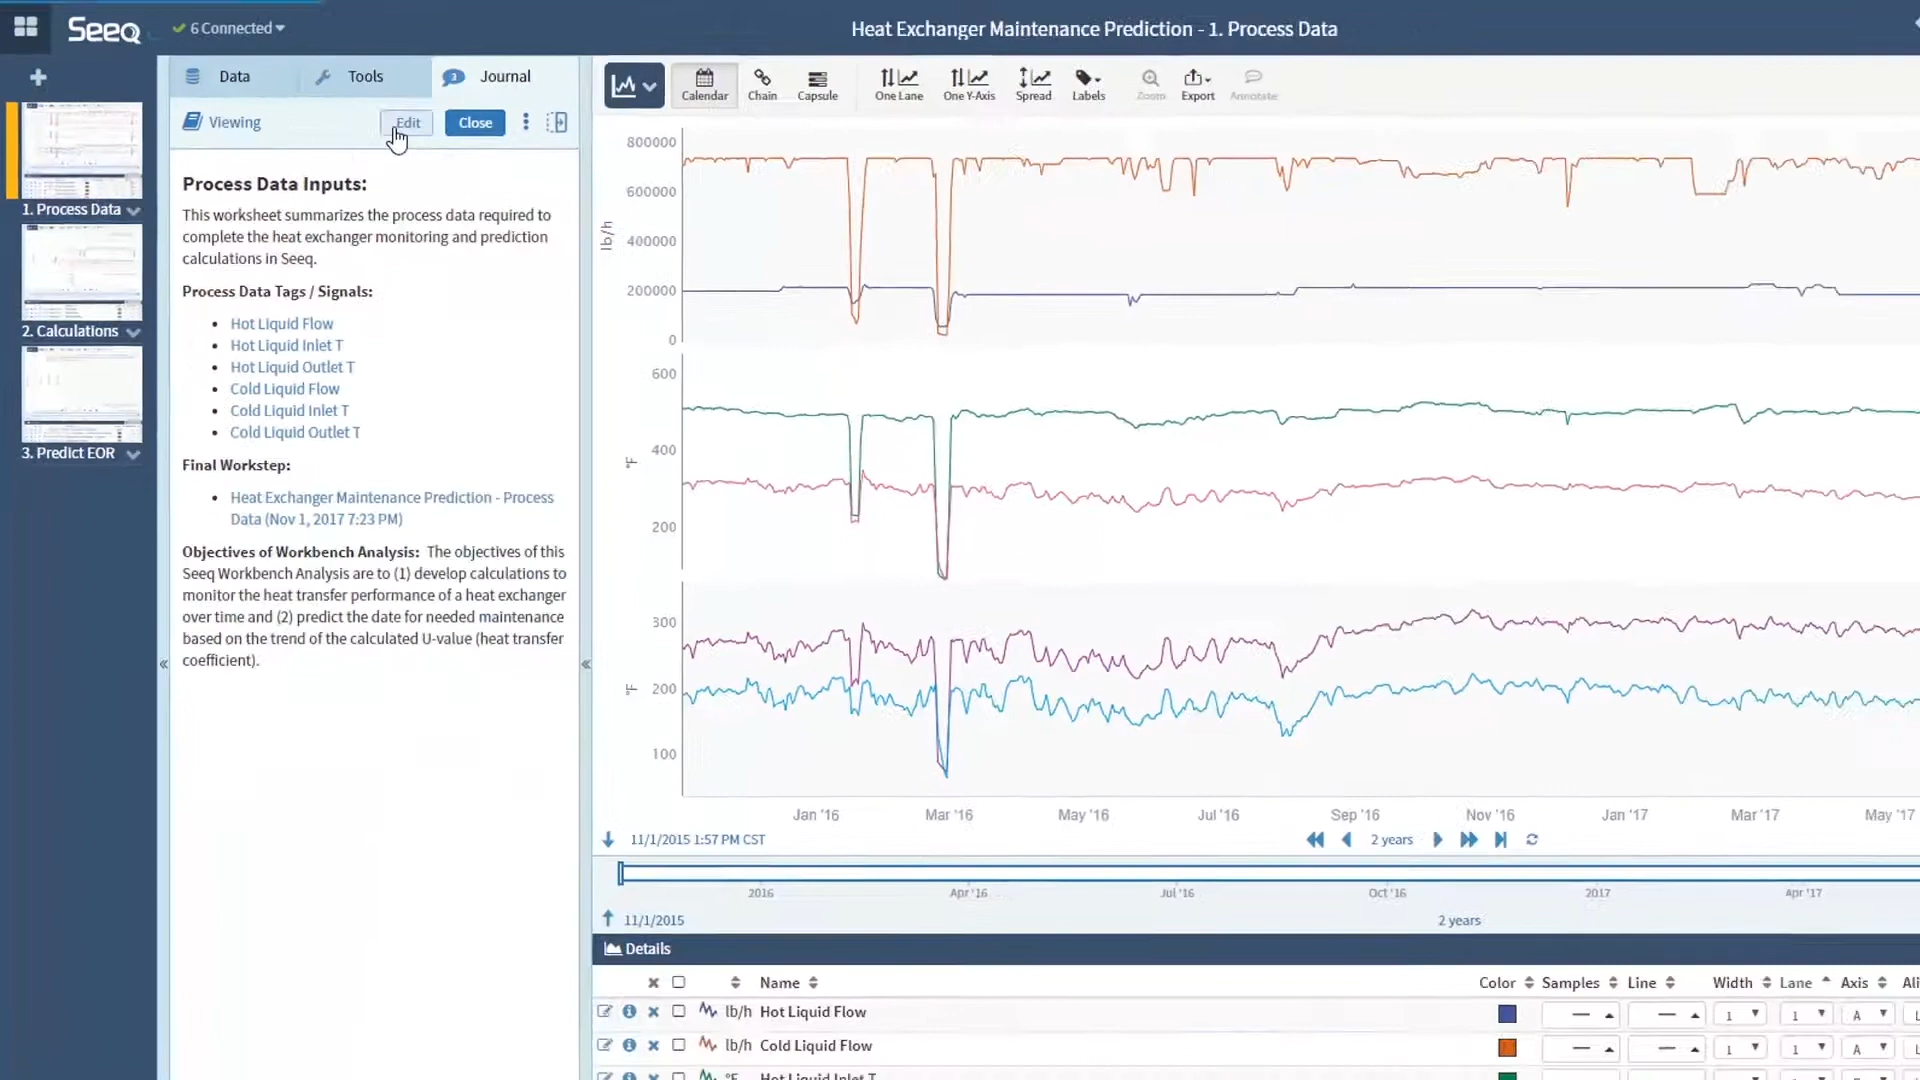 Seeq
6 Connected
Heat Exchanger Maintenance Prediction - 1. Process Data
Data
Tools
3
Journal
Viewing
Edit
Close
1. Process Data
2. Calculations
3. Predict EOR
Process Data Inputs:
This worksheet summarizes the process data required to
complete the heat exchanger monitoring and prediction
calculations in Seeq.
Process Data Tags / Signals:
• Hot Liquid Flow
• Hot Liquid Inlet T
• Hot Liquid Outlet T
• Cold Liquid Flow
• Cold Liquid Inlet T
• Cold Liquid Outlet T
Final Workstep:
• Heat Exchanger Maintenance Prediction - Process
Data (Nov 1, 2017 7:23 PM)
Objectives of Workbench Analysis: The objectives of this
Seeq Workbench Analysis are to (1) develop calculations to
monitor the heat transfer performance of a heat exchanger
over time and (2) predict the date for needed maintenance
based on the trend of the calculated U-value (heat transfer
coefficient).
Calendar
Chain
Capsule
One Lane
One Y-Axis
Spread
Labels
Zoom
Export
Annotate
800000
600000
lb/h
400000
200000
0
600
400
°F
200
300
°F
200
100
Jan '16 Mar '16 May '16 Jul '16 Sep '16 Nov '16 Jan '17 Mar '17 May '17
11/1/2015 1:57 PM CST
2 years
2016 Apr '16 Jul '16 Oct '16 2017 Apr '17
11/1/2015
2 years
Details
Name Color Samples Line Width Lane Axis Ali
lb/h Hot Liquid Flow 1 1 A L
lb/h Cold Liquid Flow 1 1 A L
°F Hot Liquid Inlet T